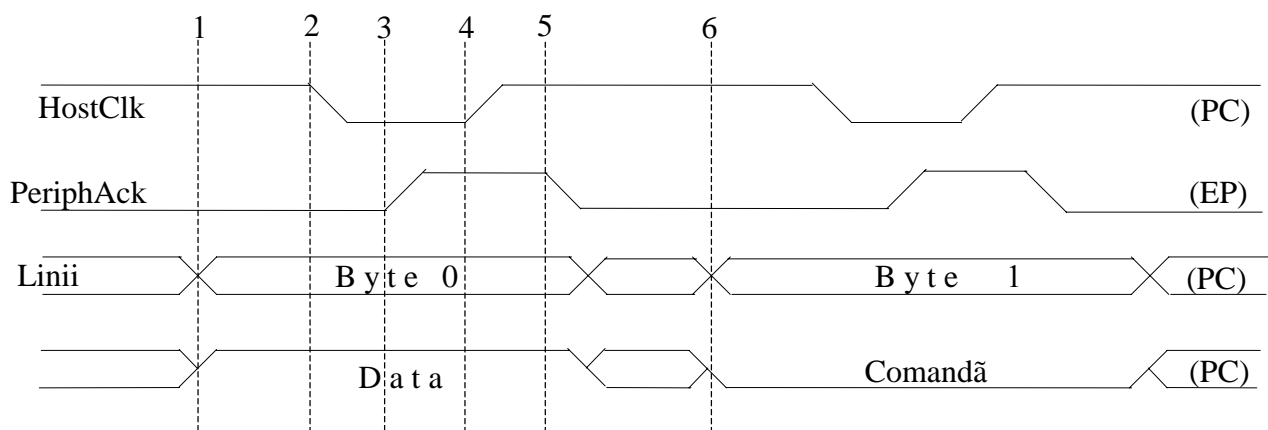 1 2 3 4 5 6
HostClk (PC)
PeriphAck (EP)
Linii Byte 0 Byte 1 (PC)
Data Comandã (PC)